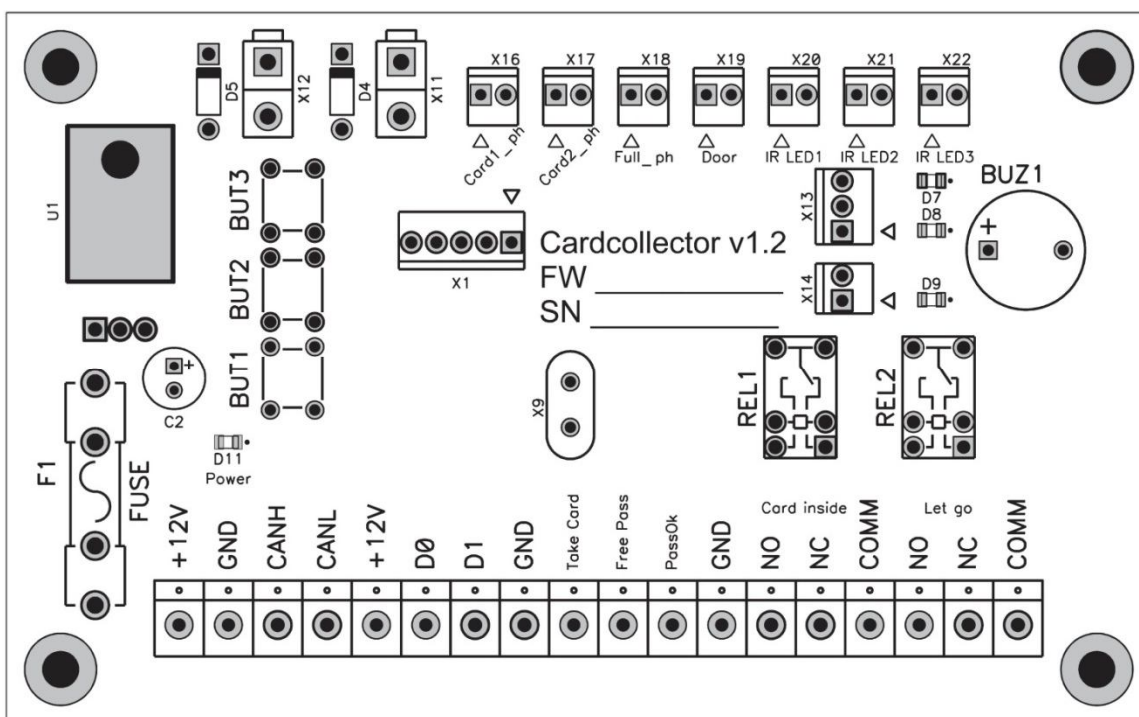 X16 X17 X18 X19 X20 X21 X22
D5 X12 D4 X11
Card1_ph Card2_ph Full_ph Door IR LED1 IR LED2 IR LED3
U1
BUT3
BUT2
BUT1
X1
Cardcollector v1.2
FW
SN
X13
X14
D7
D8
D9
BUZ1
+
+
C2
D11
Power
F1
FUSE
X9
REL1
REL2
Card inside Let go
+12V GND CANH CANL +12V D0 D1 GND Take Card Free Pass PassOk GND NO NC COMM NO NC COMM